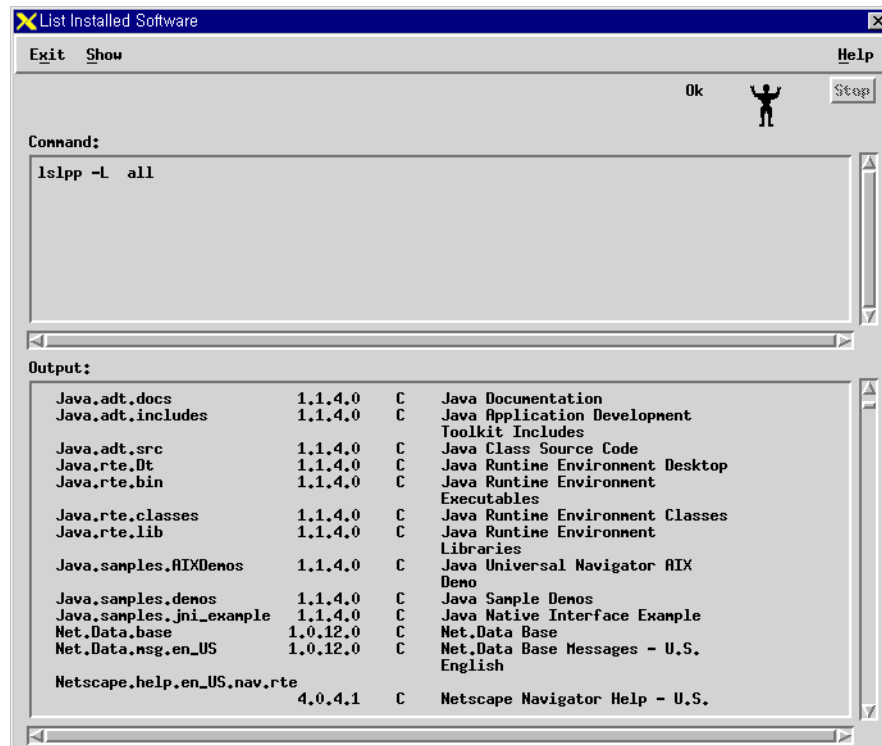 List Installed Software
Exit Show Help
Ok Stop
Command:
lslpp -L all
Output:
Java.adt.docs 1.1.4.0 C Java Documentation
Java.adt.includes 1.1.4.0 C Java Application Development
Toolkit Includes
Java.adt.src 1.1.4.0 C Java Class Source Code
Java.rte.Dt 1.1.4.0 C Java Runtime Environment Desktop
Java.rte.bin 1.1.4.0 C Java Runtime Environment
Executables
Java.rte.classes 1.1.4.0 C Java Runtime Environment Classes
Java.rte.lib 1.1.4.0 C Java Runtime Environment
Libraries
Java.samples.AIXDemos 1.1.4.0 C Java Universal Navigator AIX
Demo
Java.samples.demos 1.1.4.0 C Java Sample Demos
Java.samples.jni_example 1.1.4.0 C Java Native Interface Example
Net.Data.base 1.0.12.0 C Net.Data Base
Net.Data.msg.en_US 1.0.12.0 C Net.Data Base Messages - U.S.
English
Netscape.help.en_US.nav.rte
4.0.4.1 C Netscape Navigator Help - U.S.